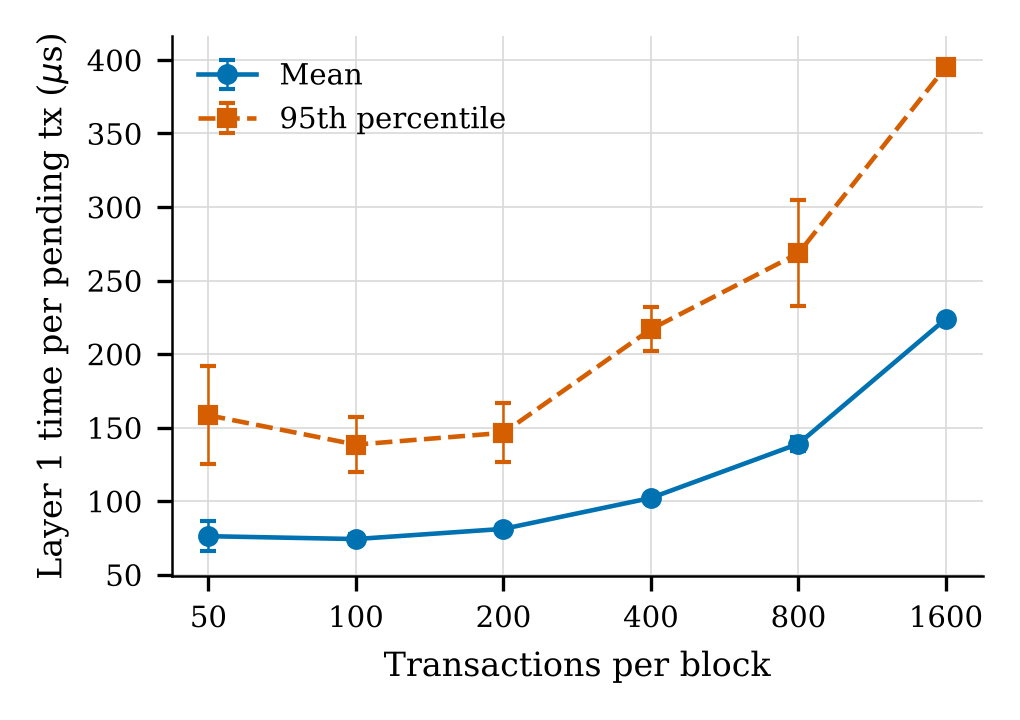 Layer 1 time per pending tx (μs)
400
350
300
250
200
150
100
50
Mean
95th percentile
50 100 200 400 800 1600
Transactions per block